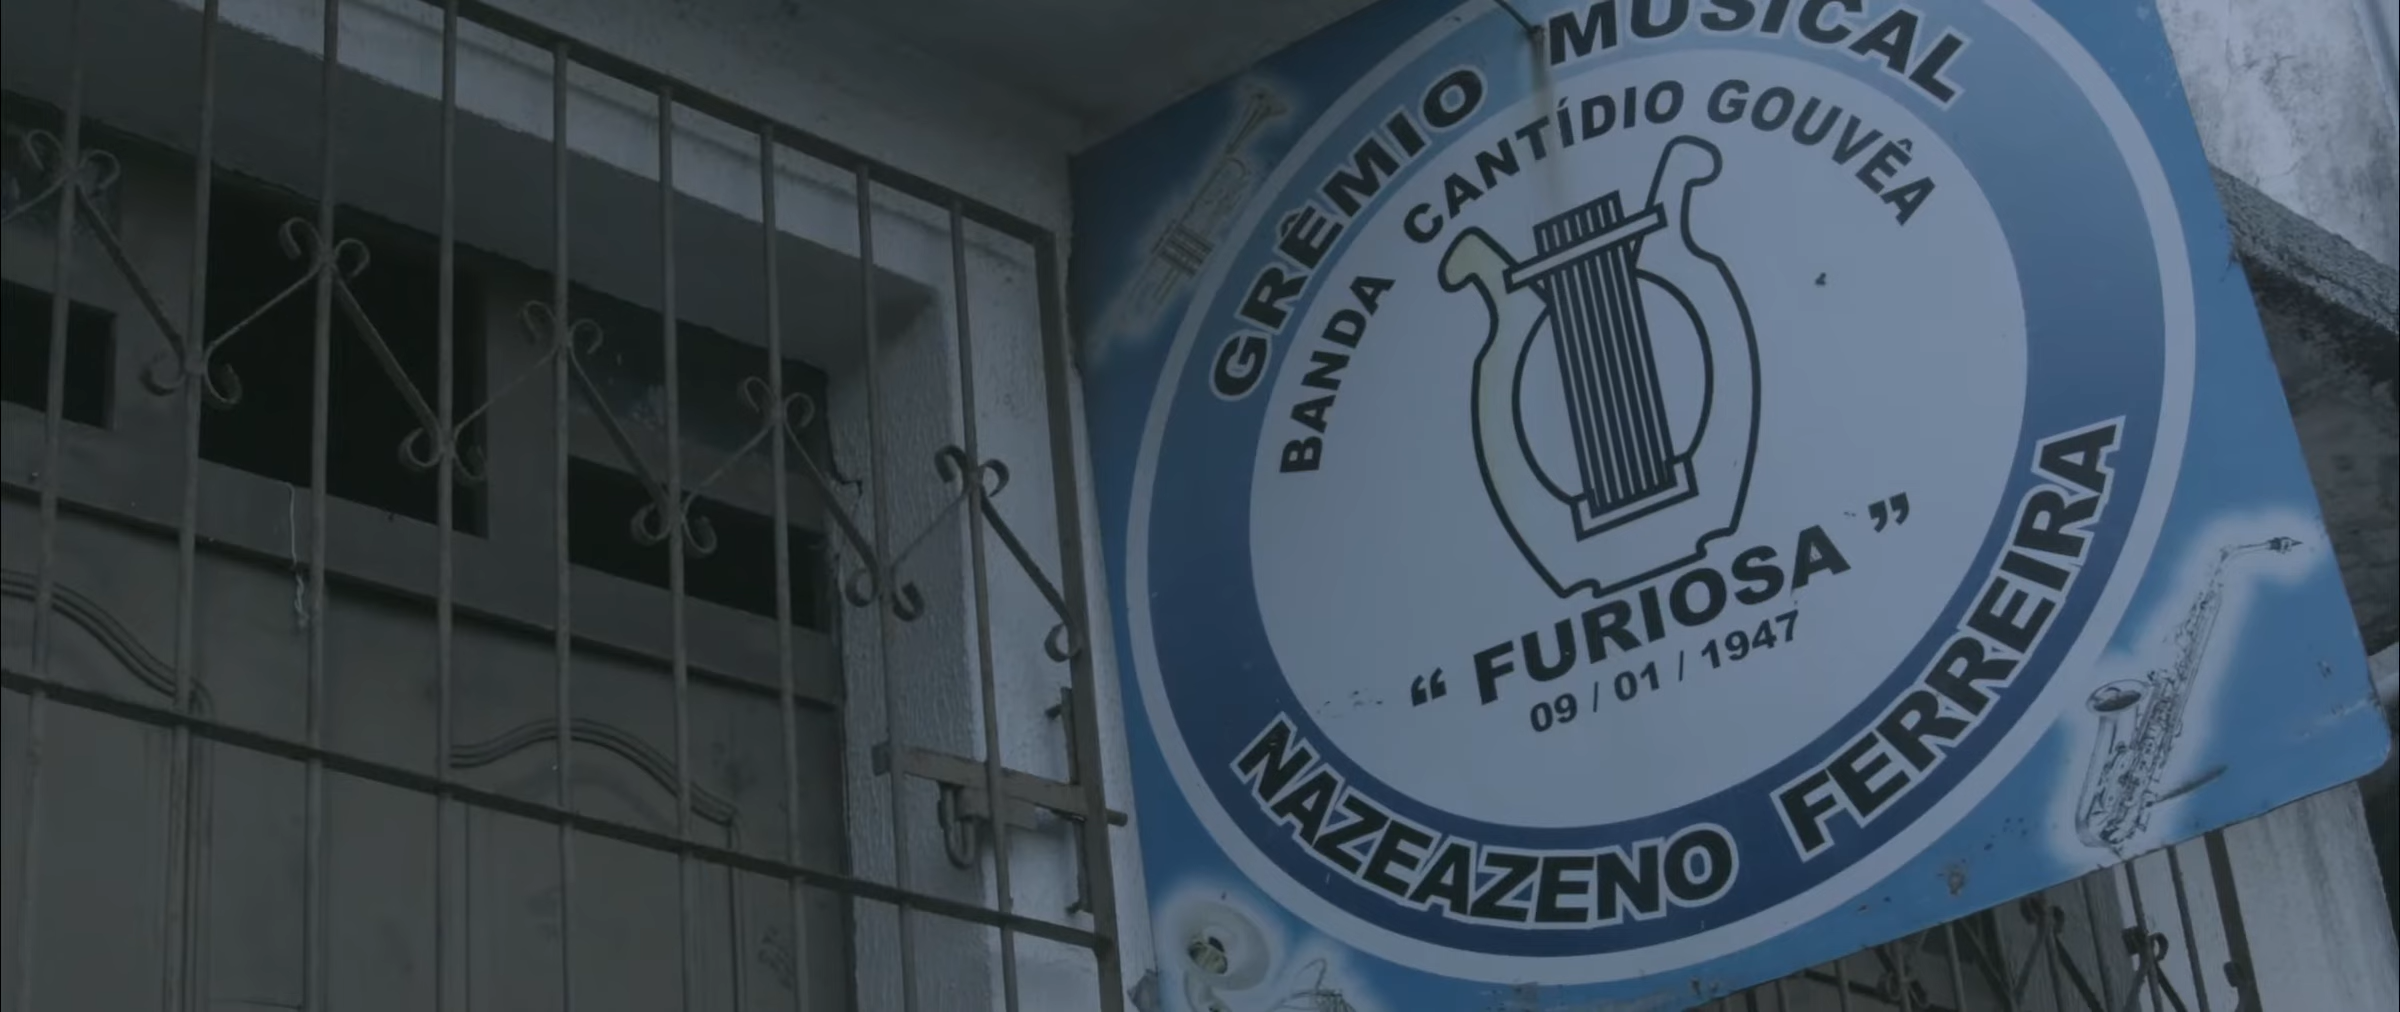 GRÊMIO MUSICAL
BANDA CANTÍDIO GOUVÊA
“ FURIOSA ”
09 / 01 / 1947
NAZEAZENO FERREIRA